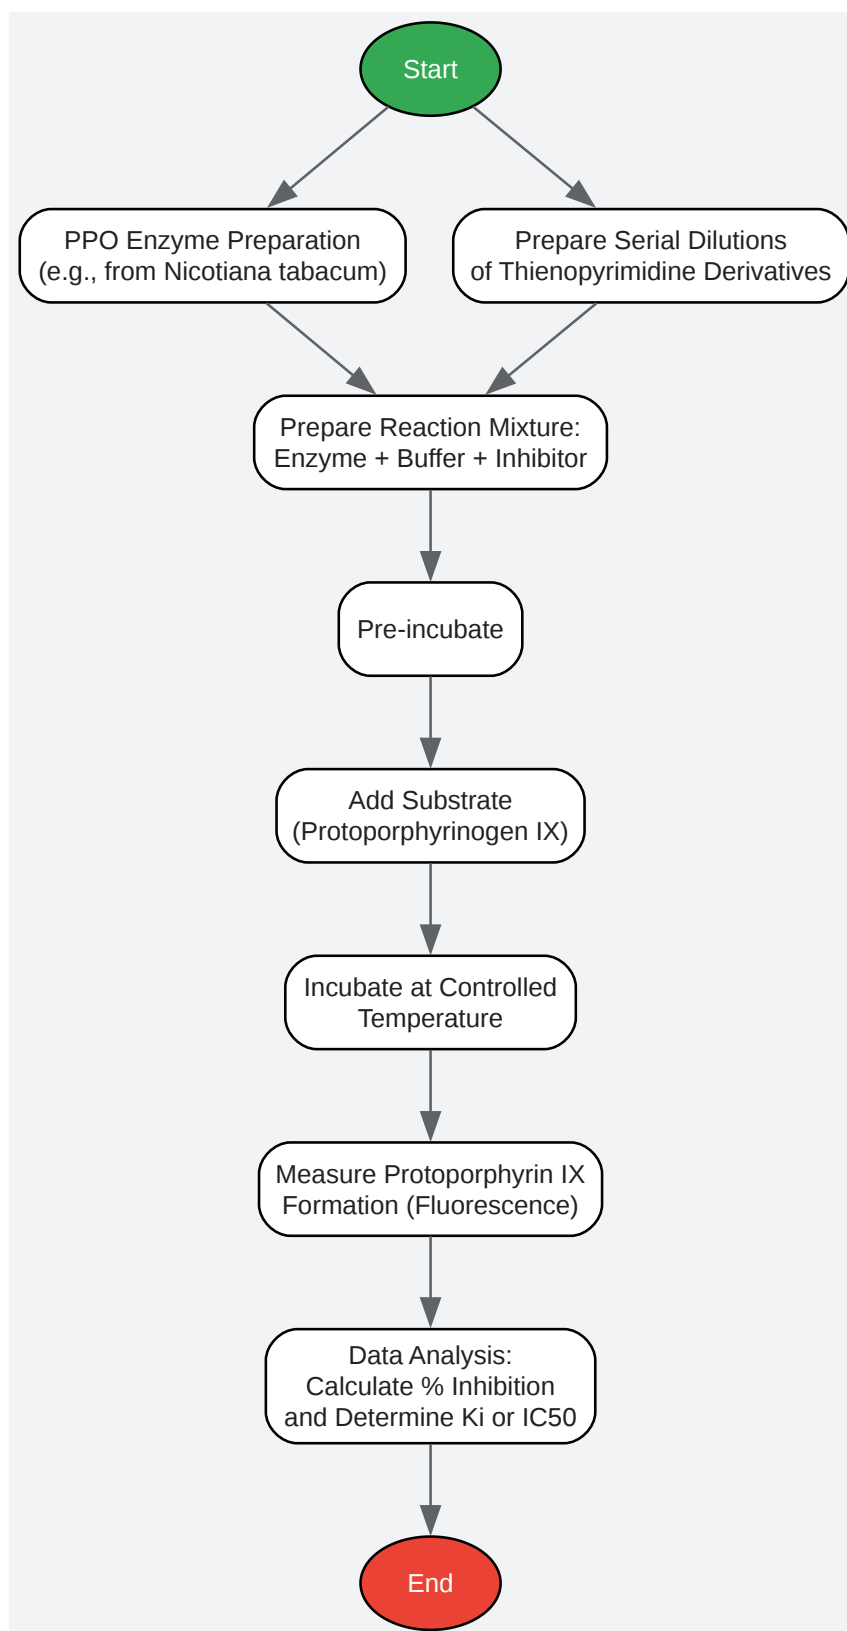 Start
PPO Enzyme Preparation
(e.g., from Nicotiana tabacum)
Prepare Serial Dilutions
of Thienopyrimidine Derivatives
Prepare Reaction Mixture:
Enzyme + Buffer + Inhibitor
Pre-incubate
Add Substrate
(Protoporphyrinogen IX)
Incubate at Controlled
Temperature
Measure Protoporphyrin IX
Formation (Fluorescence)
Data Analysis:
Calculate % Inhibition
and Determine Ki or IC50
End